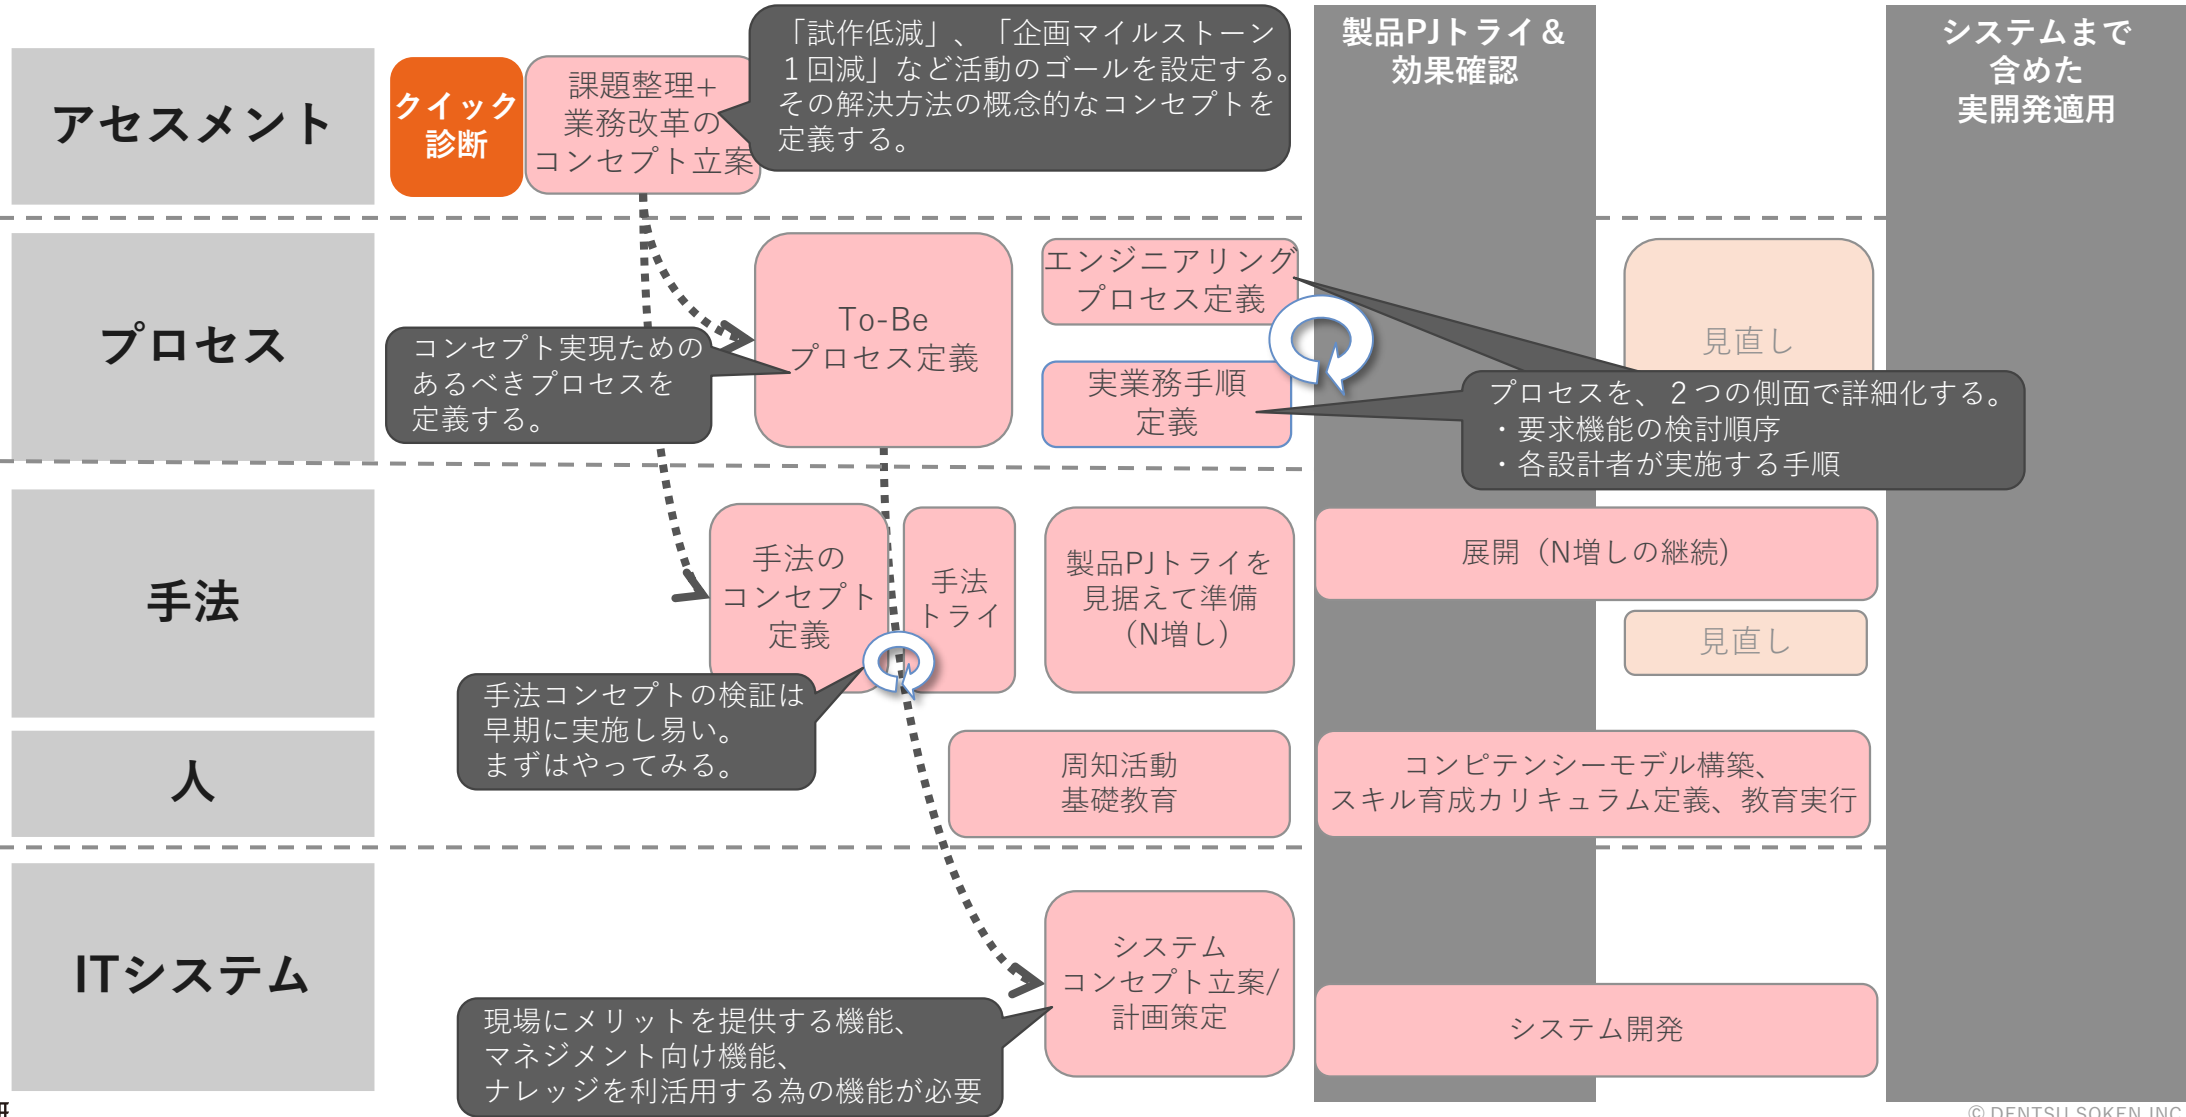 アセスメント
クイック
診断
課題整理+
業務改革の
コンセプト立案
「試作低減」、「企画マイルストーン
１回減」など活動のゴールを設定する。
その解決方法の概念的なコンセプトを
定義する。
製品PJトライ＆
効果確認
システムまで
含めた
実開発適用
プロセス
コンセプト実現ための
あるべきプロセスを
定義する。
To-Be
プロセス定義
エンジニアリング
プロセス定義
実業務手順
定義
見直し
プロセスを、２つの側面で詳細化する。
・要求機能の検討順序
・各設計者が実施する手順
手法
手法の
コンセプト
定義
手法
トライ
製品PJトライを
見据えて準備
（N増し）
展開（N増しの継続）
見直し
手法コンセプトの検証は
早期に実施し易い。
まずはやってみる。
人
周知活動
基礎教育
コンピテンシーモデル構築、
スキル育成カリキュラム定義、教育実行
ITシステム
システム
コンセプト立案/
計画策定
システム開発
現場にメリットを提供する機能、
マネジメント向け機能、
ナレッジを利活用する為の機能が必要
© DENTSU SOKEN INC